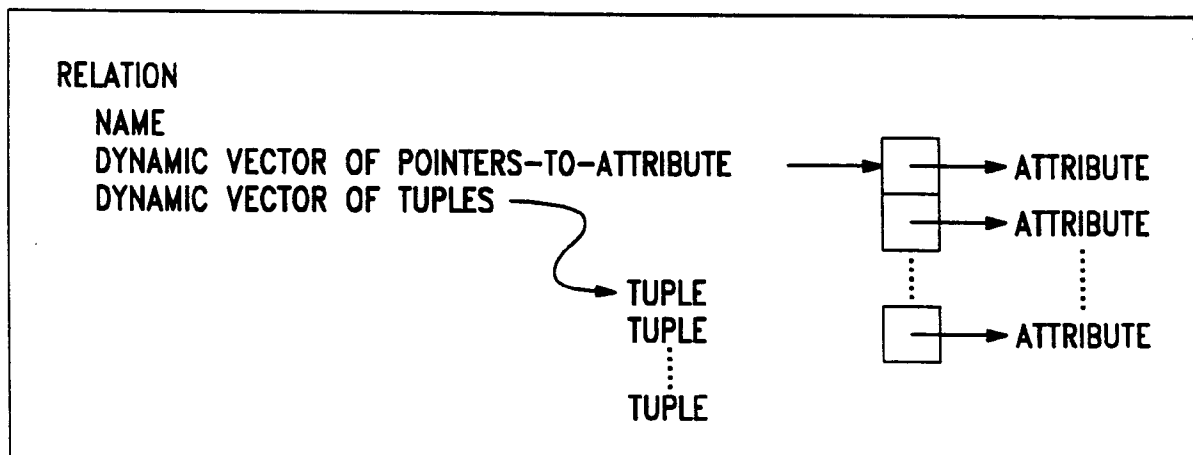 RELATION
NAME
DYNAMIC VECTOR OF POINTERS-TO-ATTRIBUTE
DYNAMIC VECTOR OF TUPLES
ATTRIBUTE
ATTRIBUTE
ATTRIBUTE
TUPLE
TUPLE
TUPLE